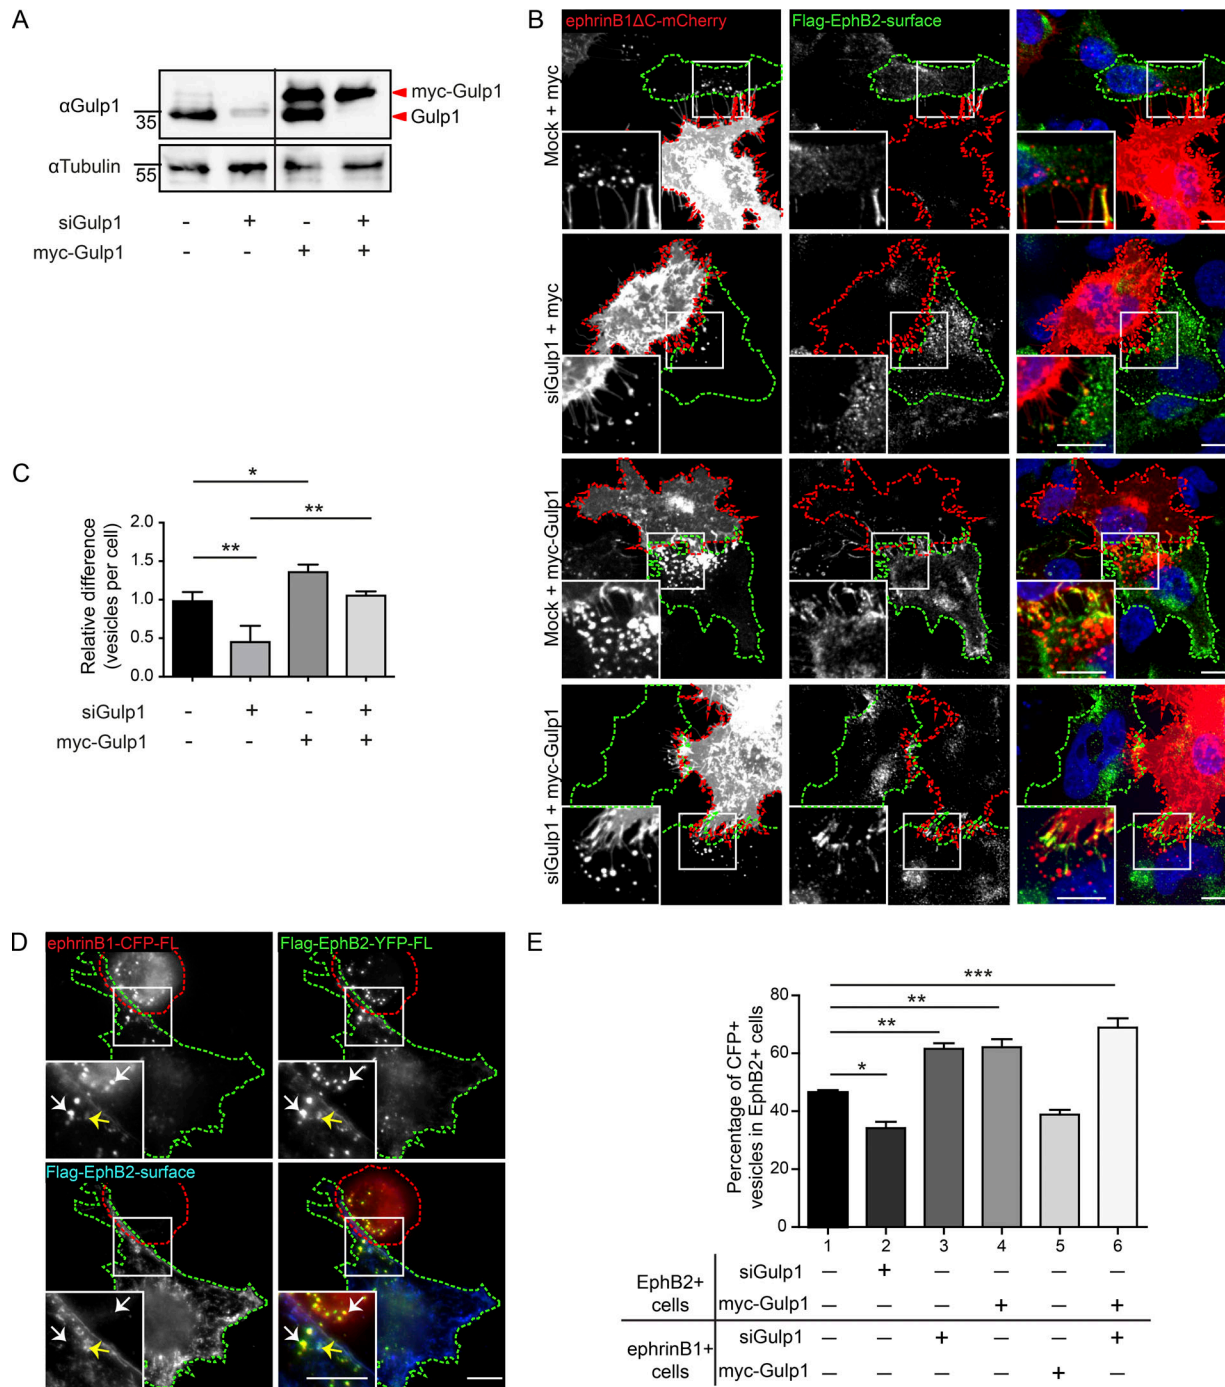 A
αGulp1
35
myc-Gulp1
Gulp1
αTubulin
55
siGulp1 - + - +
myc-Gulp1 - - + +
B
ephrinB1ΔC-mCherry
Flag-EphB2-surface
Mock + myc
siGulp1 + myc
Mock + myc-Gulp1
siGulp1 + myc-Gulp1
C
*
**
**
Relative difference
(vesicles per cell)
2.0
1.5
1.0
0.5
0.0
siGulp1 - + - +
myc-Gulp1 - - + +
D
ephrinB1-CFP-FL
Flag-EphB2-YFP-FL
Flag-EphB2-surface
E
***
**
**
*
Percentage of CFP+
vesicles in EphB2+ cells
80
60
40
20
0
1 2 3 4 5 6
EphB2+
cells
siGulp1 — + — — — —
myc-Gulp1 — — — + — +
ephrinB1+
cells
siGulp1 — — + — — +
myc-Gulp1 — — — — + —